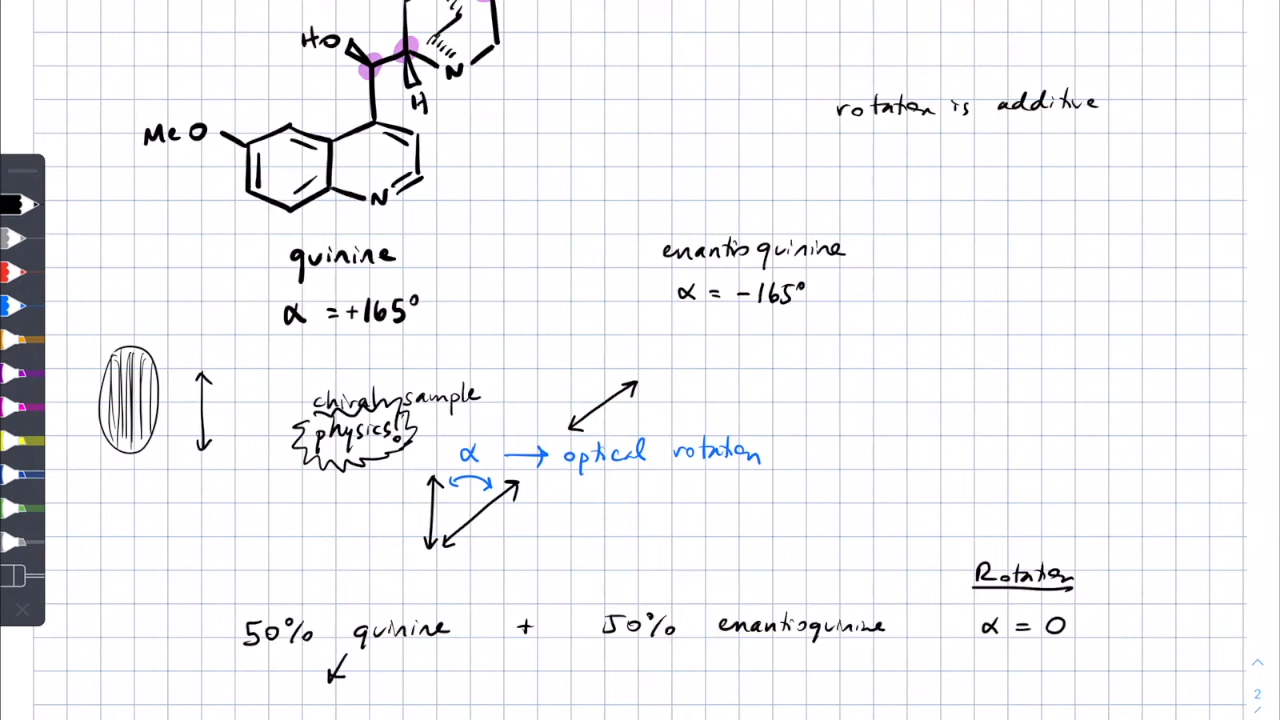 HO
N
H
rotation is additive
MeO
N
quinine
α = +165°
enantioquinine
α = -165°
chiral sample
physics!
α → optical rotation
Rotation
50% quinine + 50% enantioquinine α = 0
2